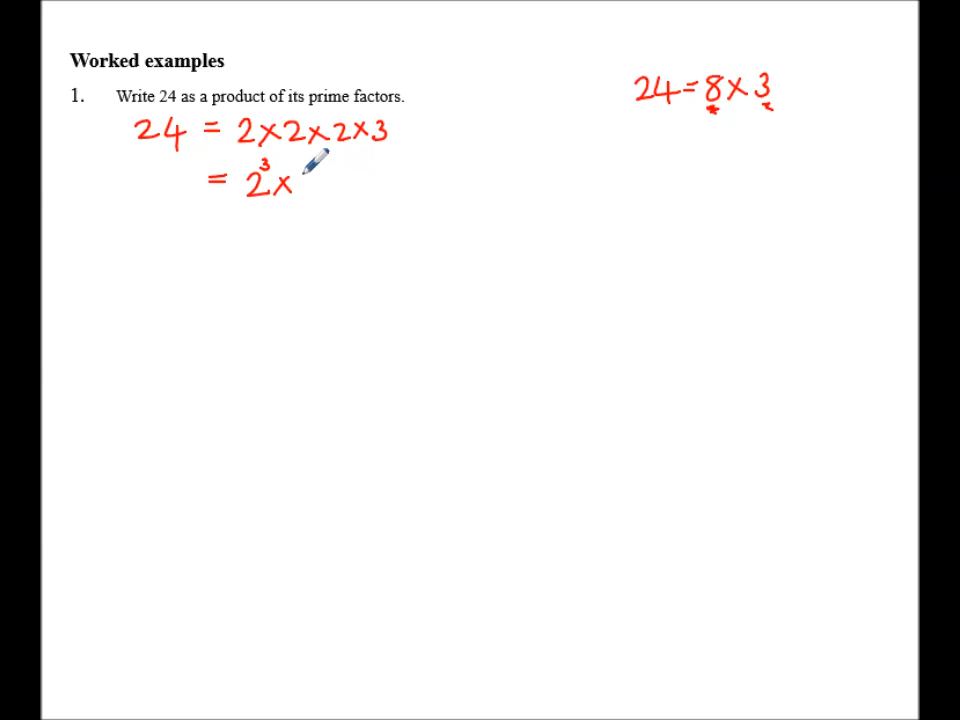 Worked examples
1. Write 24 as a product of its prime factors.
24 = 8 × 3
24 = 2 × 2 × 2 × 3
= 2³ ×